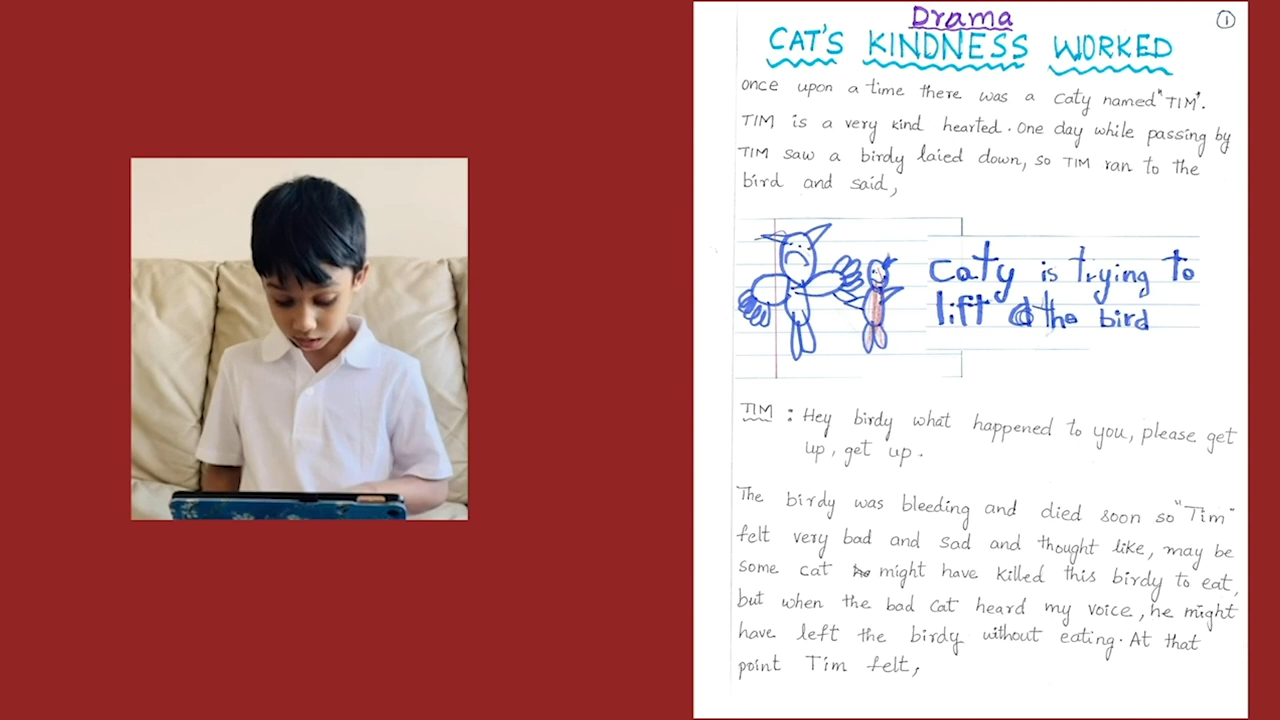 Drama
1
CAT'S KINDNESS WORKED
once upon a time there was a caty named "TIM".
TIM is a very kind hearted. One day while passing by
TIM saw a birdy laied down, so TIM ran to the
bird and said,
caty is trying to
lift the bird
TIM : Hey birdy what happened to you, please get
up, get up.
The birdy was bleeding and died soon so "Tim"
felt very bad and sad and thought like, may be
some cat might have killed this birdy to eat,
but when the bad cat heard my voice, he might
have left the birdy without eating. At that
point Tim felt,